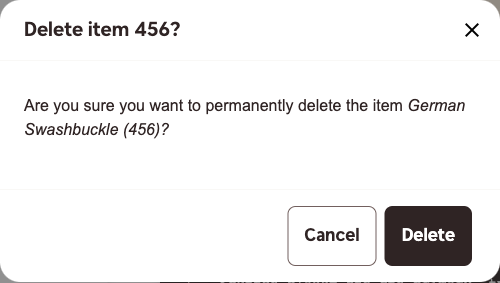 Delete item 456?
Are you sure you want to permanently delete the item German
Swashbuckle (456)?
Cancel
Delete